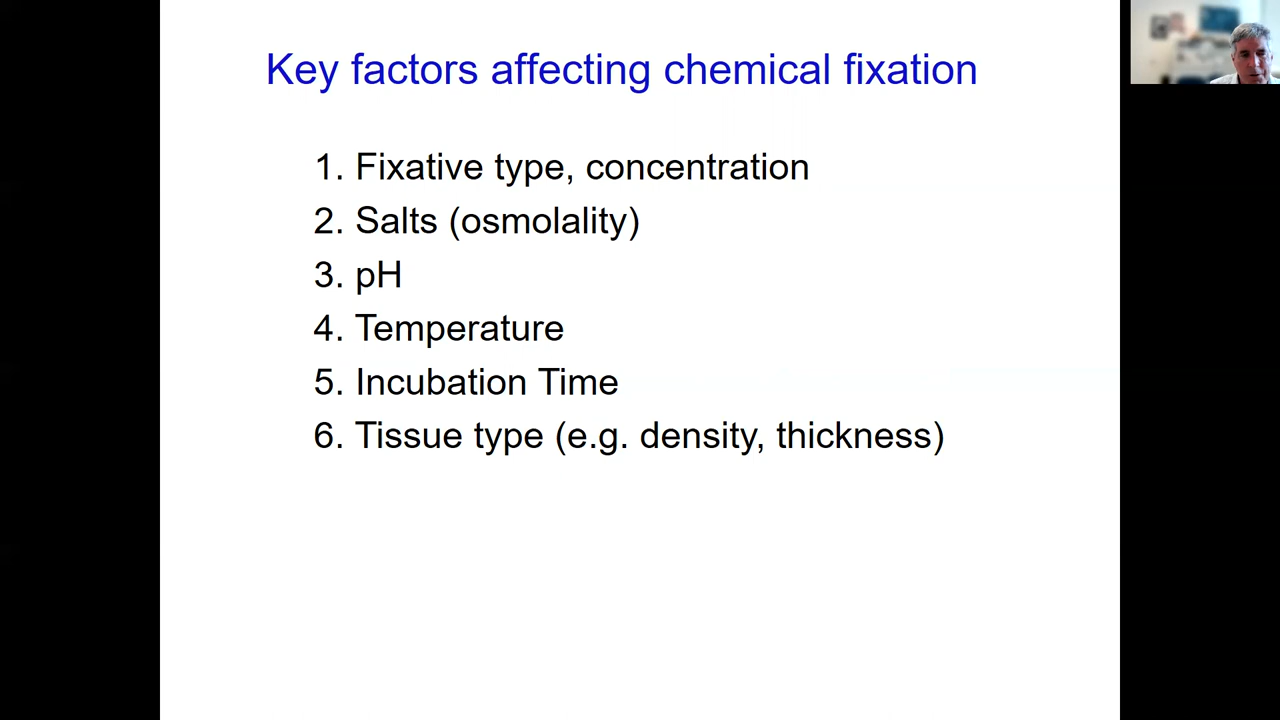 Key factors affecting chemical fixation
1. Fixative type, concentration
2. Salts (osmolality)
3. pH
4. Temperature
5. Incubation Time
6. Tissue type (e.g. density, thickness)